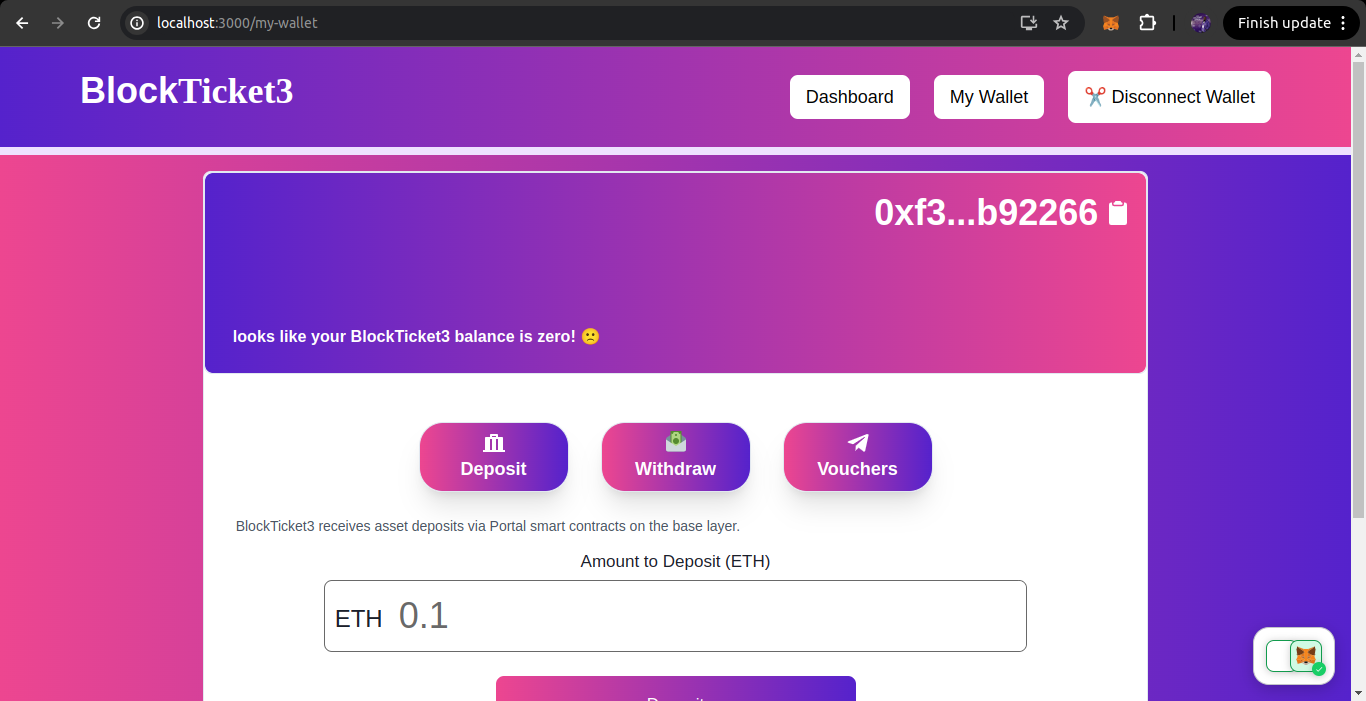 localhost:3000/my-wallet
Finish update
BlockTicket3
Dashboard
My Wallet
Disconnect Wallet
0xf3...b92266
looks like your BlockTicket3 balance is zero!
Deposit
Withdraw
Vouchers
BlockTicket3 receives asset deposits via Portal smart contracts on the base layer.
Amount to Deposit (ETH)
ETH 0.1
Deposit